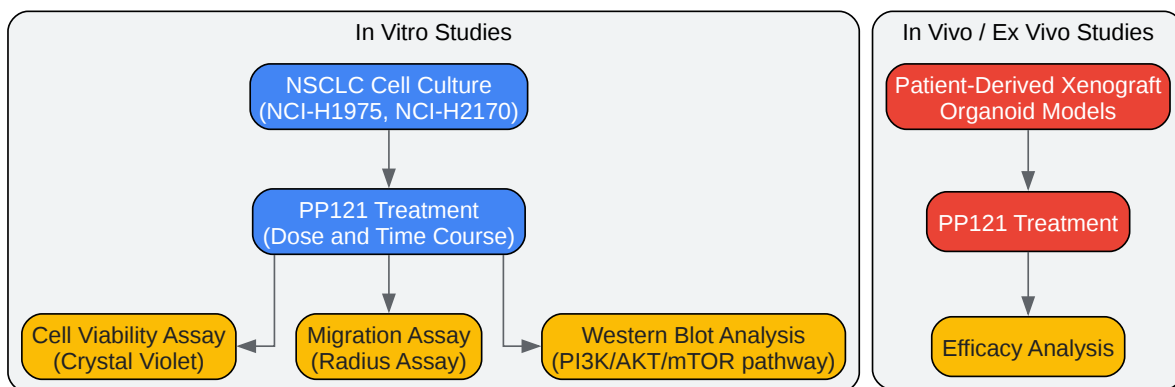 In Vitro Studies
NSCLC Cell Culture
(NCI-H1975, NCI-H2170)
PP121 Treatment
(Dose and Time Course)
Cell Viability Assay
(Crystal Violet)
Migration Assay
(Radius Assay)
Western Blot Analysis
(PI3K/AKT/mTOR pathway)
In Vivo / Ex Vivo Studies
Patient-Derived Xenograft
Organoid Models
PP121 Treatment
Efficacy Analysis